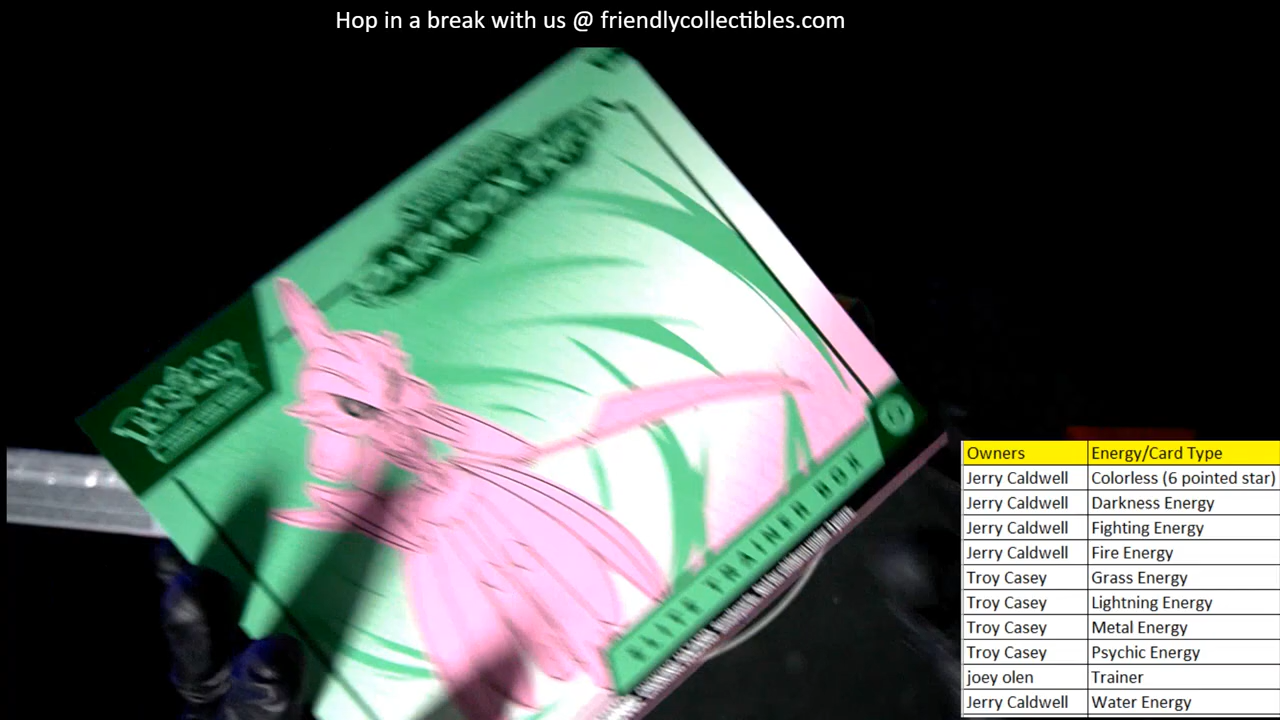 Hop in a break with us @ friendlycollectibles.com
POKÉMON
ELITE TRAINER BOX
Owners Energy/Card Type
Jerry Caldwell Colorless (6 pointed star)
Jerry Caldwell Darkness Energy
Jerry Caldwell Fighting Energy
Jerry Caldwell Fire Energy
Troy Casey Grass Energy
Troy Casey Lightning Energy
Troy Casey Metal Energy
Troy Casey Psychic Energy
joey olen Trainer
Jerry Caldwell Water Energy